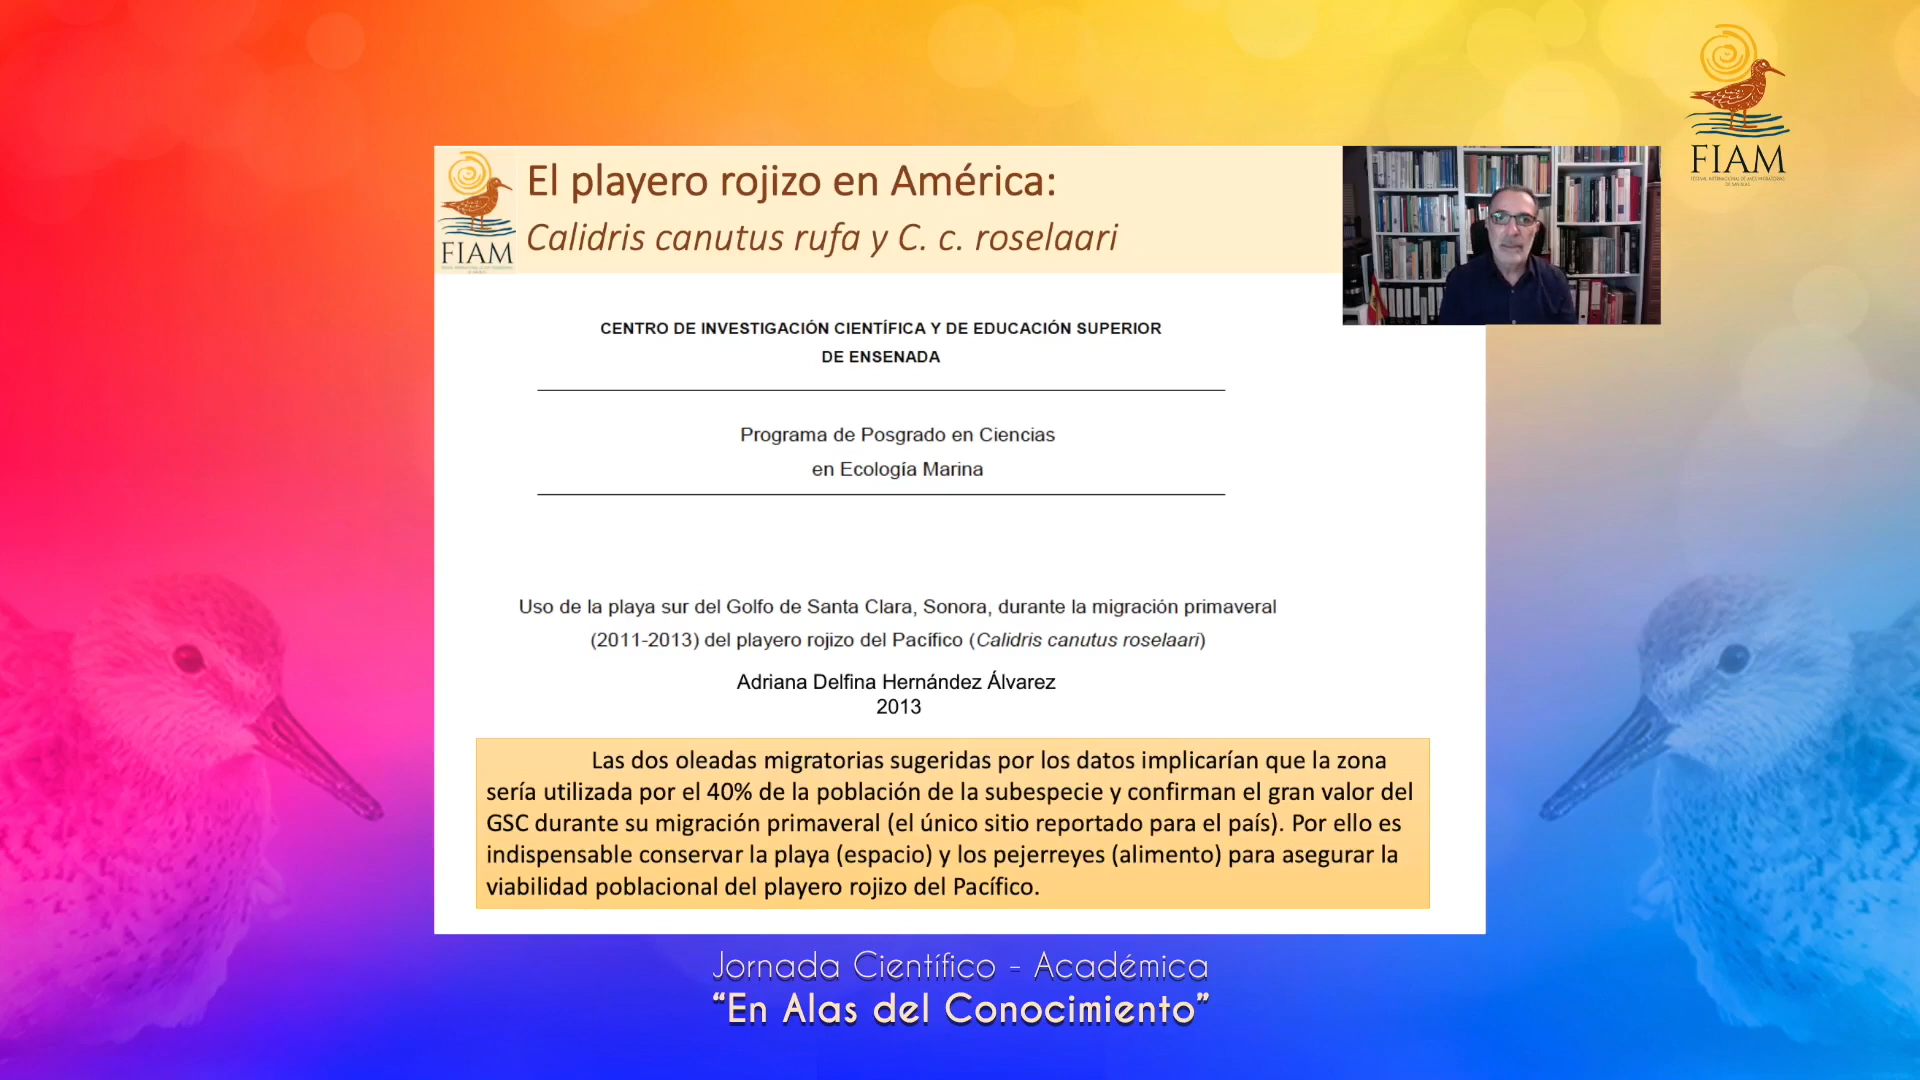 FIAM
El playero rojizo en América:
Calidris canutus rufa y C. c. roselaari
FIAM
CENTRO DE INVESTIGACIÓN CIENTÍFICA Y DE EDUCACIÓN SUPERIOR
DE ENSENADA
Programa de Posgrado en Ciencias
en Ecología Marina
Uso de la playa sur del Golfo de Santa Clara, Sonora, durante la migración primaveral
(2011-2013) del playero rojizo del Pacífico (Calidris canutus roselaari)
Adriana Delfina Hernández Álvarez
2013
Las dos oleadas migratorias sugeridas por los datos implicarían que la zona
sería utilizada por el 40% de la población de la subespecie y confirman el gran valor del
GSC durante su migración primaveral (el único sitio reportado para el país). Por ello es
indispensable conservar la playa (espacio) y los pejerreyes (alimento) para asegurar la
viabilidad poblacional del playero rojizo del Pacífico.
Jornada Científico - Académica
“En Alas del Conocimiento”